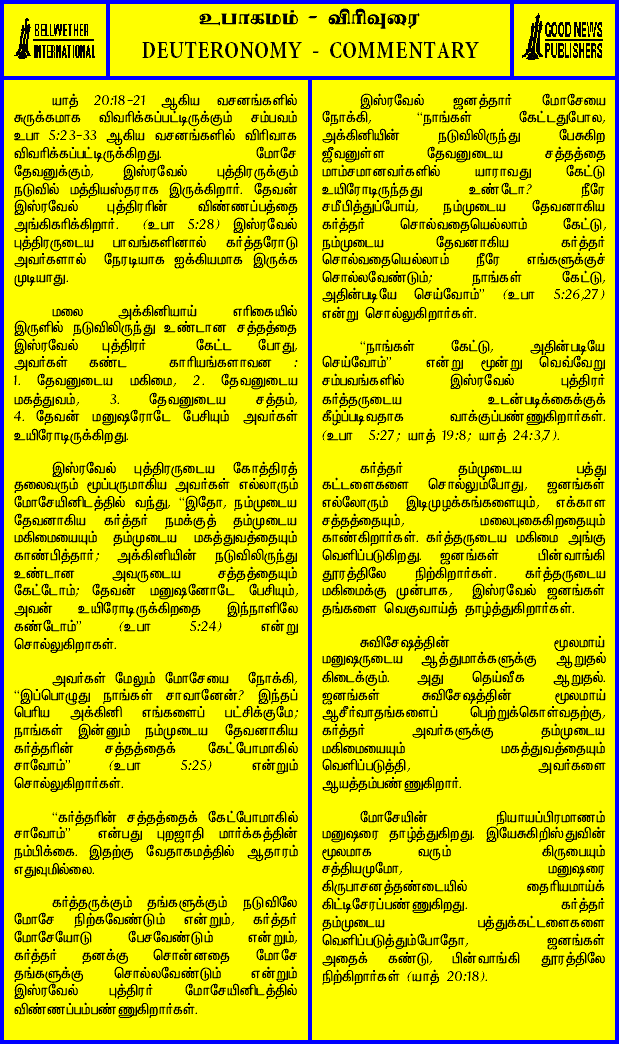 BELLWETHER
INTERNATIONAL
உபாகமம் - விரிவுரை
DEUTERONOMY - COMMENTARY
GOOD NEWS
PUBLISHERS
யாத் 20:18-21 ஆகிய வசனங்களில்
சுருக்கமாக விவரிக்கப்பட்டிருக்கும் சம்பவம்
உபா 5:23-33 ஆகிய வசனங்களில் விரிவாக
விவரிக்கப்பட்டிருக்கிறது. மோசே
தேவனுக்கும், இஸ்ரவேல் புத்திரருக்கும்
நடுவில் மத்தியஸ்தராக இருக்கிறார். தேவன்
இஸ்ரவேல் புத்திரரின் விண்ணப்பத்தை
அங்கிகரிக்கிறார். (உபா 5:28) இஸ்ரவேல்
புத்திரருடைய பாவங்களினால் கர்த்தரோடு
அவர்களால் நேரடியாக ஐக்கியமாக இருக்க
முடியாது.
மலை அக்கினியாய் எரிகையில்
இருளில் நடுவிலிருந்து உண்டான சத்தத்தை
இஸ்ரவேல் புத்திரர் கேட்ட போது,
அவர்கள் கண்ட காரியங்களாவன :
1. தேவனுடைய மகிமை, 2. தேவனுடைய
மகத்துவம், 3. தேவனுடைய சத்தம்,
4. தேவன் மனுஷரோடே பேசியும் அவர்கள்
உயிரோடிருக்கிறது.
இஸ்ரவேல் புத்திரருடைய கோத்திரத்
தலைவரும் மூப்பருமாகிய அவர்கள் எல்லாரும்
மோசேயினிடத்தில் வந்து, “இதோ, நம்முடைய
தேவனாகிய கர்த்தர் நமக்குத் தம்முடைய
மகிமையையும் தம்முடைய மகத்துவத்தையும்
காண்பித்தார்; அக்கினியின் நடுவிலிருந்து
உண்டான அவருடைய சத்தத்தையும்
கேட்டோம்; தேவன் மனுஷனோடே பேசியும்,
அவன் உயிரோடிருக்கிறதை இந்நாளிலே
கண்டோம்” (உபா 5:24) என்று
சொல்லுகிறாகள்.
அவர்கள் மேலும் மோசேயை நோக்கி,
“இப்பொழுது நாங்கள் சாவானேன்? இந்தப்
பெரிய அக்கினி எங்களைப் பட்சிக்குமே;
நாங்கள் இன்னும் நம்முடைய தேவனாகிய
கர்த்தரின் சத்தத்தைக் கேட்போமாகில்
சாவோம்” (உபா 5:25) என்றும்
சொல்லுகிறார்கள்.
“கர்த்தரின் சத்தத்தைக் கேட்போமாகில்
சாவோம்” என்பது புறஜாதி மார்க்கத்தின்
நம்பிக்கை. இதற்கு வேதாகமத்தில் ஆதாரம்
எதுவுமில்லை.
கர்த்தருக்கும் தங்களுக்கும் நடுவிலே
மோசே நிற்கவேண்டும் என்றும், கர்த்தர்
மோசேயோடு பேசவேண்டும் என்றும்,
கர்த்தர் தனக்கு சொன்னதை மோசே
தங்களுக்கு சொல்லவேண்டும் என்றும்
இஸ்ரவேல் புத்திரர் மோசேயினிடத்தில்
விண்ணப்பம்பண்ணுகிறார்கள்.
இஸ்ரவேல் ஜனத்தார் மோசேயை
நோக்கி, “நாங்கள் கேட்டதுபோல,
அக்கினியின் நடுவிலிருந்து பேசுகிற
ஜீவனுள்ள தேவனுடைய சத்தத்தை
மாம்சமானவர்களில் யாராவது கேட்டு
உயிரோடிருந்தது உண்டோ? நீரே
சமீபித்துப்போய், நம்முடைய தேவனாகிய
கர்த்தர் சொல்வதையெல்லாம் கேட்டு,
நம்முடைய தேவனாகிய கர்த்தர்
சொல்வதையெல்லாம் நீரே எங்களுக்குச்
சொல்லவேண்டும்; நாங்கள் கேட்டு,
அதின்படியே செய்வோம்” (உபா 5:26,27)
என்று சொல்லுகிறார்கள்.
“நாங்கள் கேட்டு, அதின்படியே
செய்வோம்” என்று மூன்று வெவ்வேறு
சம்பவங்களில் இஸ்ரவேல் புத்திரர்
கர்த்தருடைய உடன்படிக்கைக்குக்
கீழ்ப்படிவதாக வாக்குப்பண்ணுகிறார்கள்.
(உபா 5:27; யாத் 19:8; யாத் 24:3,7).
கர்த்தர் தம்முடைய பத்து
கட்டளைகளை சொல்லும்போது, ஜனங்கள்
எல்லோரும் இடிமுழக்கங்களையும், எக்காள
சத்தத்தையும், மலைபுகைகிறதையும்
காண்கிறார்கள். கர்த்தருடைய மகிமை அங்கு
வெளிப்படுகிறது. ஜனங்கள் பின்வாங்கி
தூரத்திலே நிற்கிறார்கள். கர்த்தருடைய
மகிமைக்கு முன்பாக, இஸ்ரவேல் ஜனங்கள்
தங்களை வெகுவாய்த் தாழ்த்துகிறார்கள்.
சுவிசேஷத்தின் மூலமாய்
மனுஷருடைய ஆத்துமாக்களுக்கு ஆறுதல்
கிடைக்கும். அது தெய்வீக ஆறுதல்.
ஜனங்கள் சுவிசேஷத்தின் மூலமாய்
ஆசீர்வாதங்களைப் பெற்றுக்கொள்வதற்கு,
கர்த்தர் அவர்களுக்கு தம்முடைய
மகிமையையும் மகத்துவத்தையும்
வெளிப்படுத்தி, அவர்களை
ஆயத்தம்பண்ணுகிறார்.
மோசேயின் நியாயப்பிரமாணம்
மனுஷரை தாழ்த்துகிறது. இயேசுகிறிஸ்துவின்
மூலமாக வரும் கிருபையும்
சத்தியமுமோ, மனுஷரை
கிருபாசனத்தண்டையில் தைரியமாய்க்
கிட்டிசேரப்பண்ணுகிறது. கர்த்தர்
தம்முடைய பத்துக்கட்டளைகளை
வெளிப்படுத்தும்போதோ, ஜனங்கள்
அதைக் கண்டு, பின்வாங்கி தூரத்திலே
நிற்கிறார்கள் (யாத் 20:18).